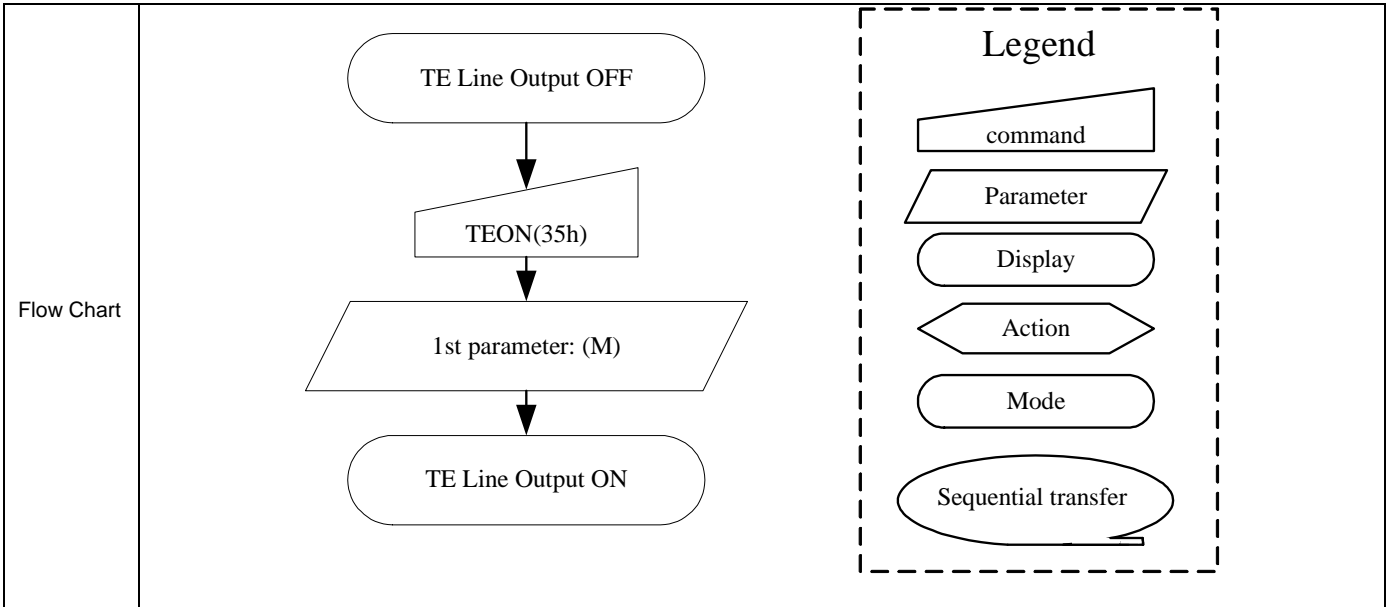 Flow Chart
TE Line Output OFF
TEON(35h)
1st parameter: (M)
TE Line Output ON
Legend
command
Parameter
Display
Action
Mode
Sequential transfer